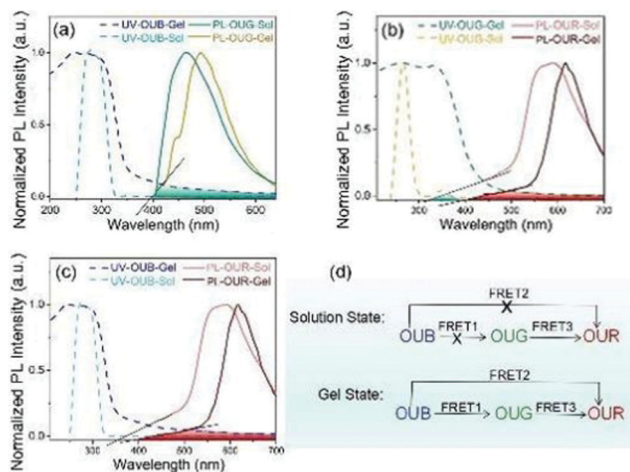 (a)
UV-OUB-Gel
PL-OUG-Sol
UV-OUB-Sol
PL-OUG-Gel
Normalized PL Intensity (a.u.)
1.0
0.5
0.0
200
300
400
500
600
Wavelength (nm)
(b)
UV-OUG-Gel
PL-OUR-Sol
UV-OUG-Sol
PL-OUR-Gel
Normalized PL Intensity (a.u.)
1.0
0.5
0.0
200
300
400
500
600
700
Wavelength (nm)
(c)
UV-OUB-Gel
PL-OUR-Sol
UV-OUB-Sol
PL-OUR-Gel
Normalized PL Intensity (a.u.)
1.0
0.5
0.0
300
400
500
600
700
Wavelength (nm)
(d)
FRET2
X
Solution State:
OUB FRET1 X OUG FRET3 OUR
FRET2
Gel State:
OUB FRET1 OUG FRET3 OUR